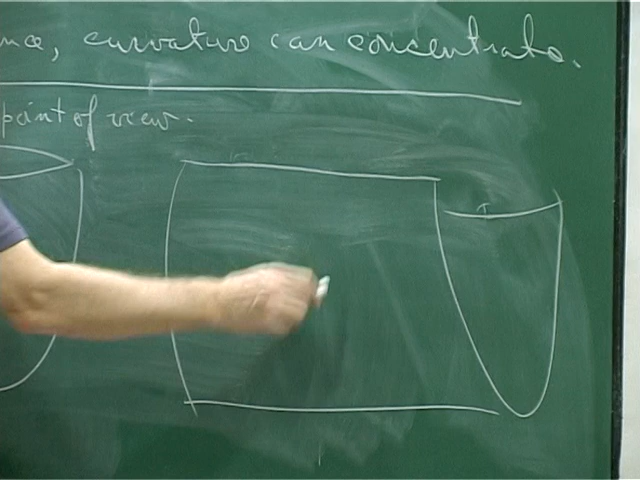 nce, curvature can concentrate.
point of view.